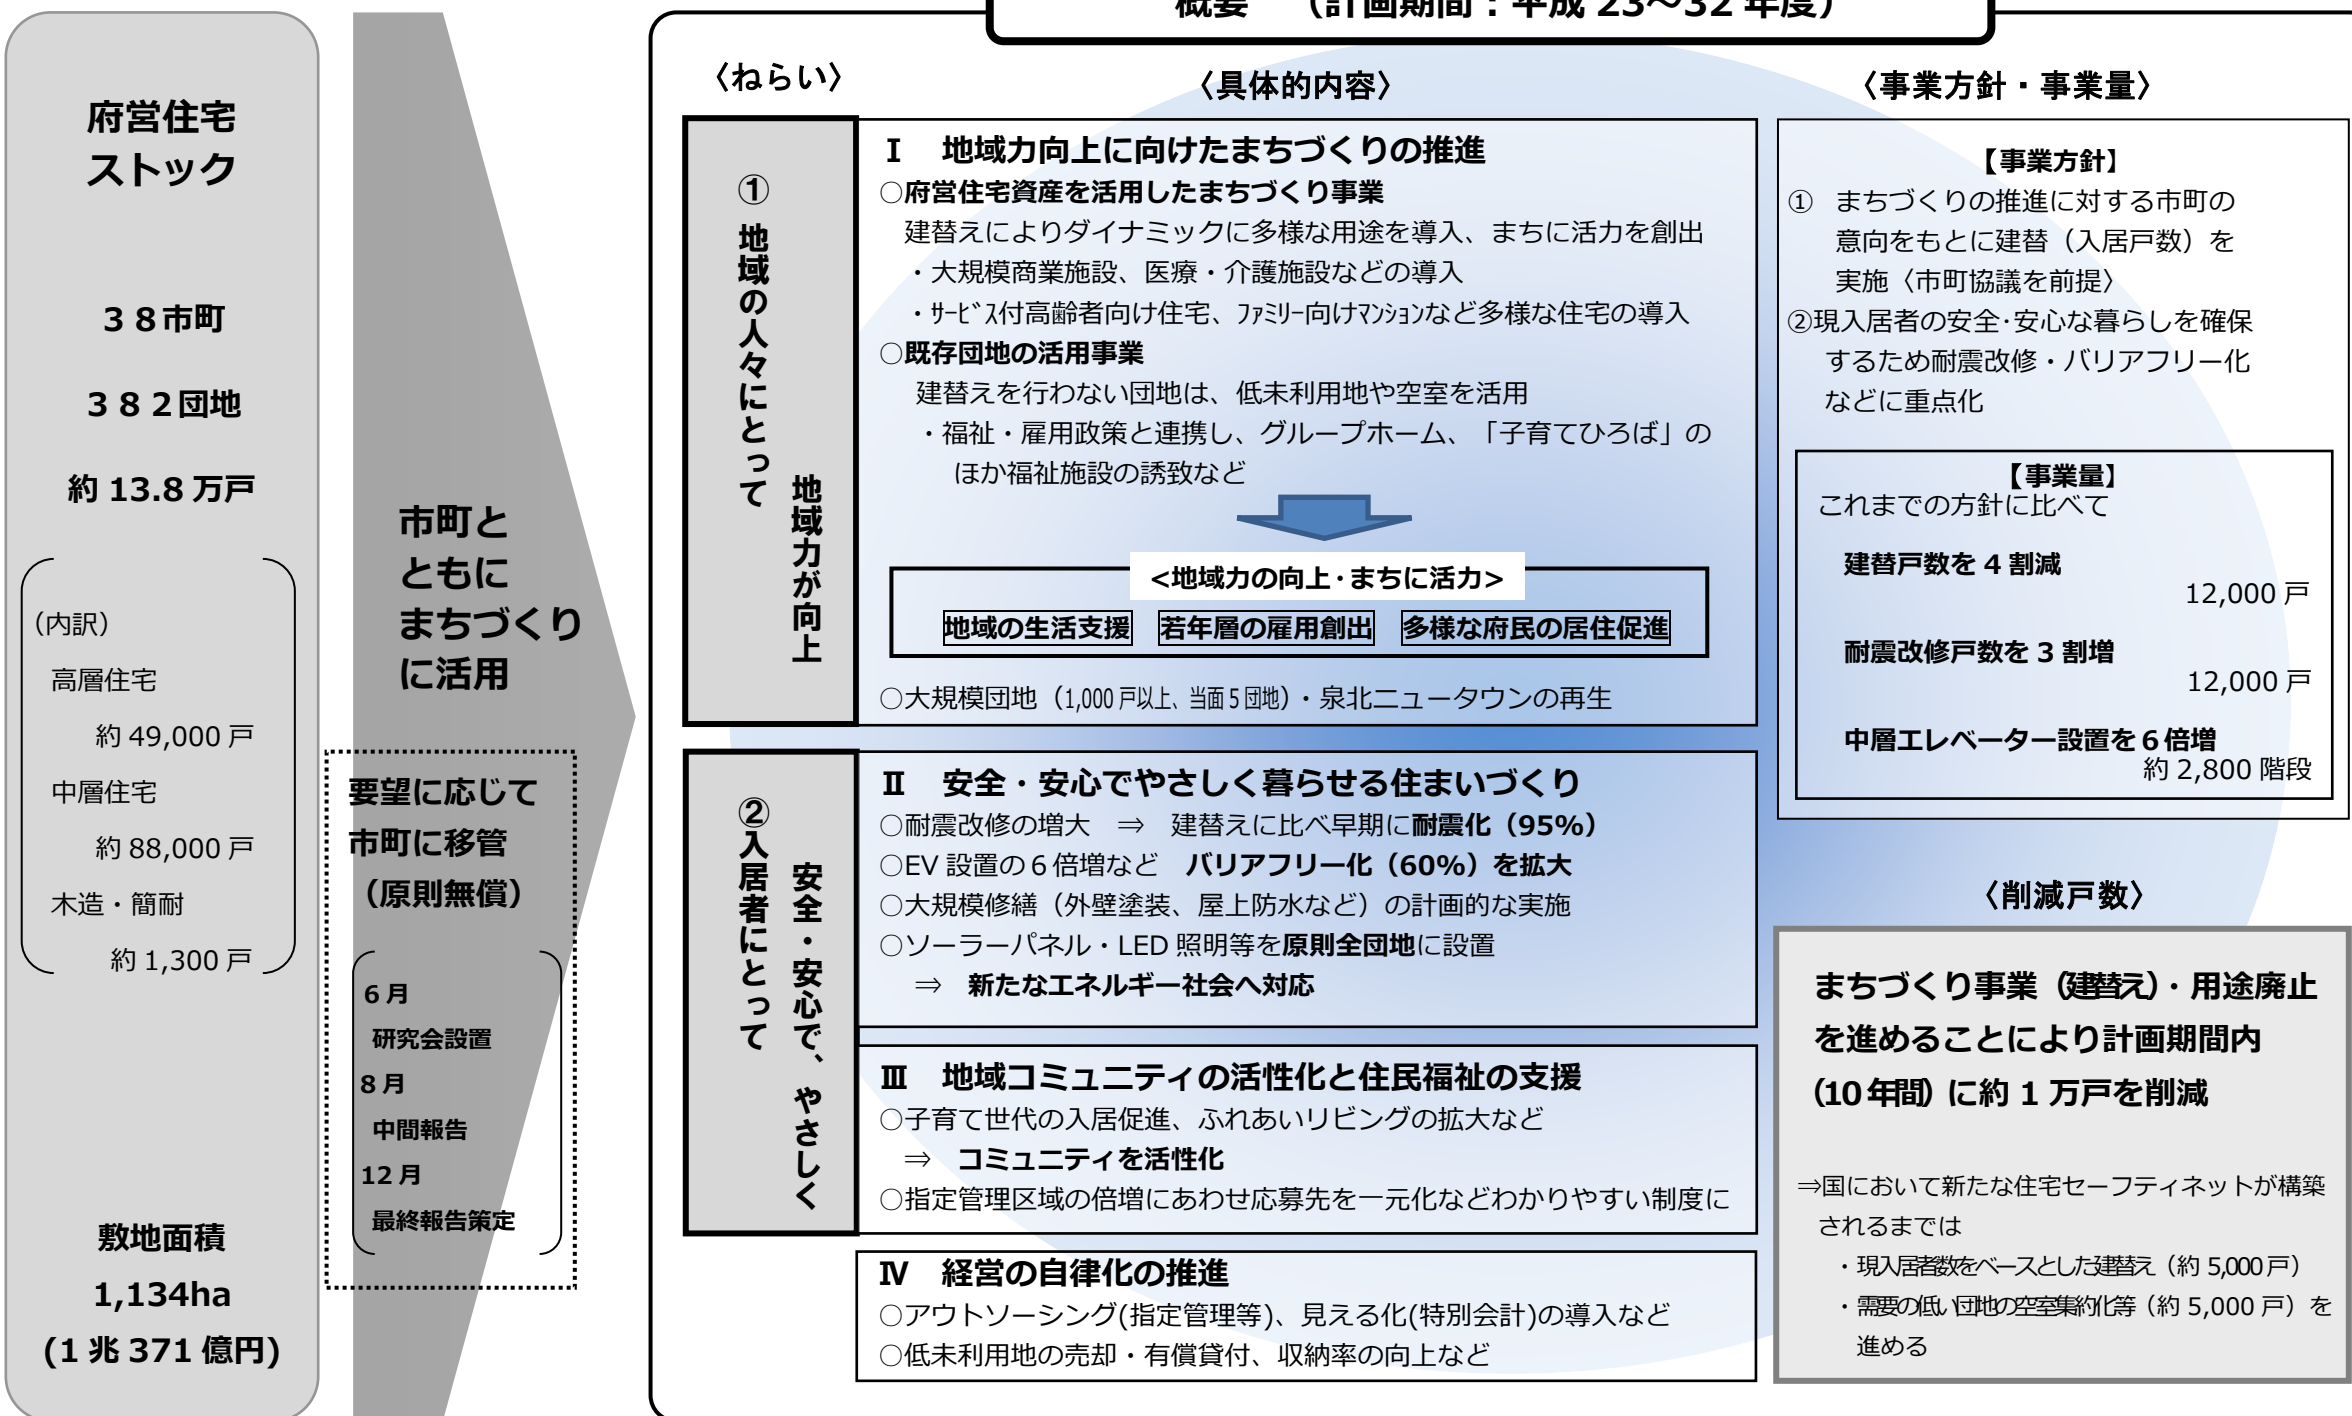 概要　（計画期間：平成 23～32 年度）
府営住宅
ストック
３８市町
３８２団地
約 13.8 万戸
（内訳）
高層住宅
約 49,000 戸
中層住宅
約 88,000 戸
木造・簡耐
約 1,300 戸
敷地面積
1,134ha
(1 兆 371 億円)
市町と
ともに
まちづくり
に活用
要望に応じて
市町に移管
（原則無償）
6 月
研究会設置
8 月
中間報告
12 月
最終報告策定
〈ねらい〉
① 地域の人々にとって
地域力が向上
②入居者にとって
安全・安心で、やさしく
〈具体的内容〉
Ⅰ　地域力向上に向けたまちづくりの推進
○府営住宅資産を活用したまちづくり事業
建替えによりダイナミックに多様な用途を導入、まちに活力を創出
・大規模商業施設、医療・介護施設などの導入
・ｻｰﾋﾞｽ付高齢者向け住宅、ﾌｧﾐﾘｰ向けﾏﾝｼｮﾝなど多様な住宅の導入
○既存団地の活用事業
建替えを行わない団地は、低未利用地や空室を活用
・福祉・雇用政策と連携し、グループホーム、「子育てひろば」の
ほか福祉施設の誘致など
<地域力の向上・まちに活力>
地域の生活支援　若年層の雇用創出　多様な府民の居住促進
○大規模団地（1,000 戸以上、当面 5 団地）・泉北ニュータウンの再生
Ⅱ　安全・安心でやさしく暮らせる住まいづくり
○耐震改修の増大　⇒　建替えに比べ早期に耐震化（95%）
○EV 設置の６倍増など　バリアフリー化（60%）を拡大
○大規模修繕（外壁塗装、屋上防水など）の計画的な実施
○ソーラーパネル・LED 照明等を原則全団地に設置
⇒　新たなエネルギー社会へ対応
Ⅲ　地域コミュニティの活性化と住民福祉の支援
○子育て世代の入居促進、ふれあいリビングの拡大など
⇒　コミュニティを活性化
○指定管理区域の倍増にあわせ応募先を一元化などわかりやすい制度に
Ⅳ　経営の自律化の推進
○アウトソーシング(指定管理等)、見える化(特別会計)の導入など
○低未利用地の売却・有償貸付、収納率の向上など
〈事業方針・事業量〉
【事業方針】
①　まちづくりの推進に対する市町の
意向をもとに建替（入居戸数）を
実施〈市町協議を前提〉
②現入居者の安全･安心な暮らしを確保
するため耐震改修・バリアフリー化
などに重点化
【事業量】
これまでの方針に比べて
建替戸数を 4 割減
12,000 戸
耐震改修戸数を 3 割増
12,000 戸
中層エレベーター設置を６倍増
約 2,800 階段
〈削減戸数〉
まちづくり事業（建替え）・用途廃止
を進めることにより計画期間内
（10 年間）に約 1 万戸を削減
⇒国において新たな住宅セーフティネットが構築
されるまでは
・現入居者数をベースとした建替え（約 5,000 戸）
・需要の低い団地の空室集約化等（約 5,000 戸）を
進める